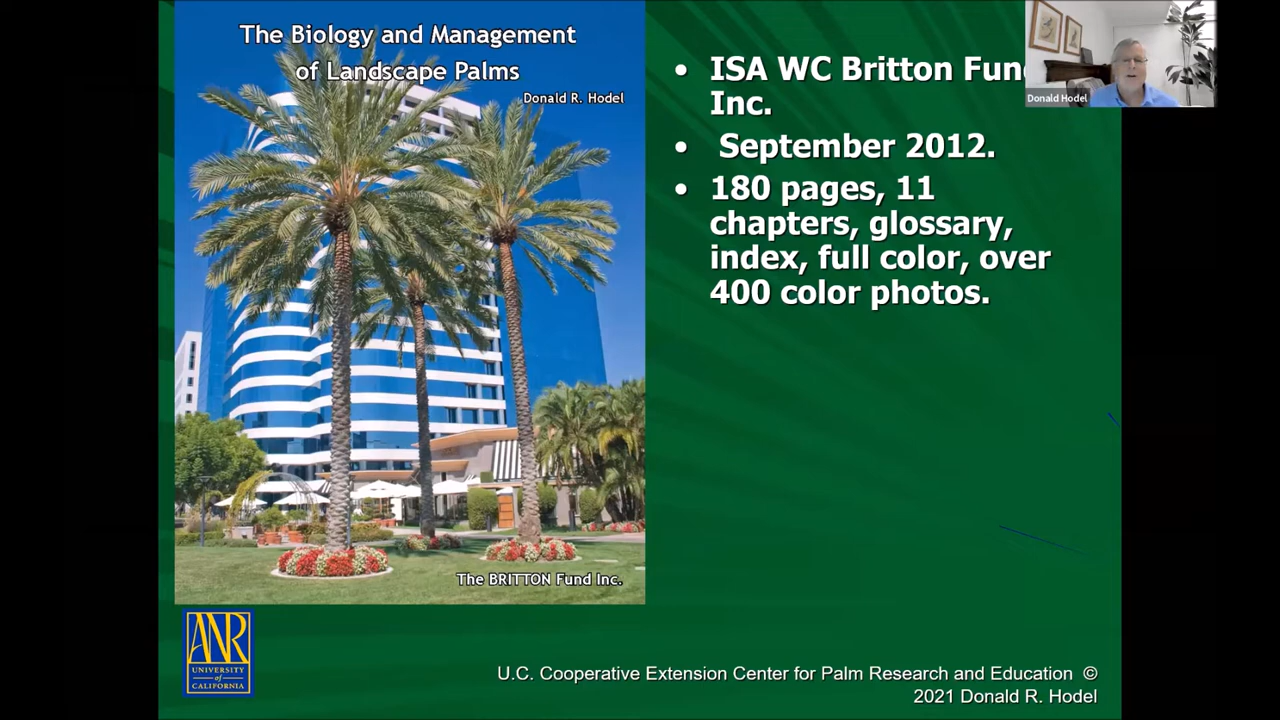 The Biology and Management
of Landscape Palms
Donald R. Hodel
The BRITTON Fund Inc.
• ISA WC Britton Fund
Inc.
• September 2012.
• 180 pages, 11
chapters, glossary,
index, full color, over
400 color photos.
Donald Hodel
ANR
UNIVERSITY
of
CALIFORNIA
U.C. Cooperative Extension Center for Palm Research and Education ©
2021 Donald R. Hodel